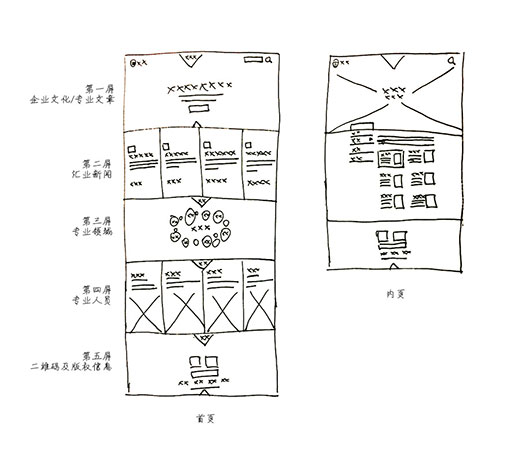 第一屏
企业文化/专业文章
第二屏
汇业新闻
第三屏
专业领域
第四屏
专业人员
第五屏
二维码及版权信息
首页
内页